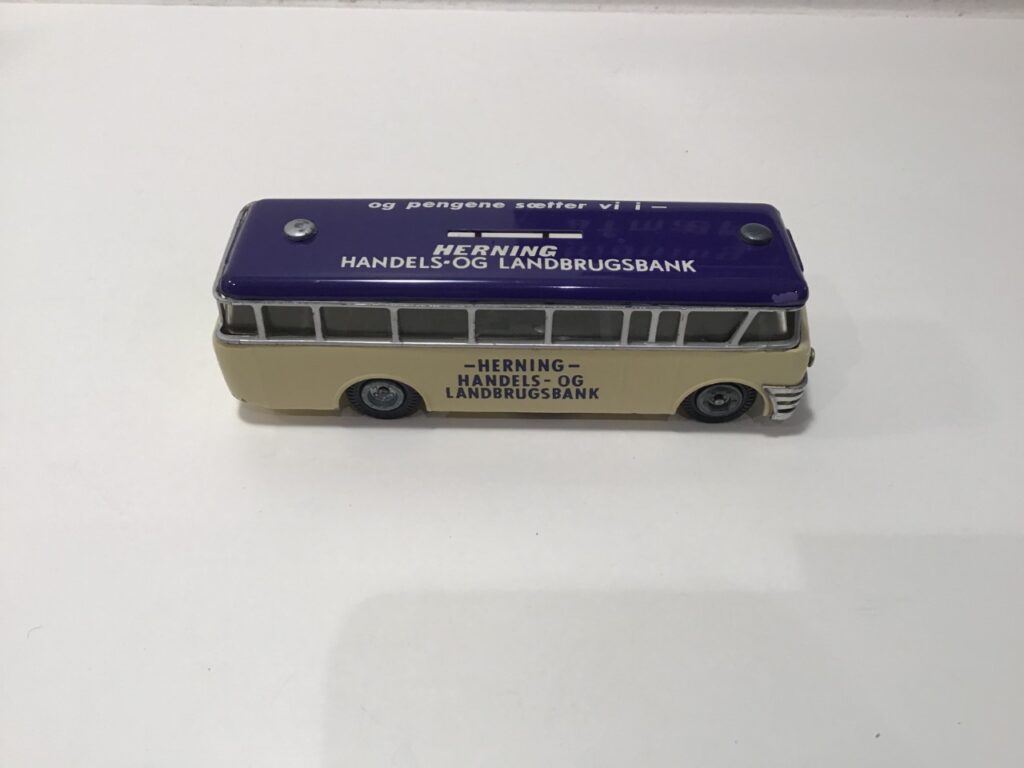 og pengene sætter vi i —
HERNING
HANDELS-OG LANDBRUGSBANK
—HERNING—
HANDELS-OG
LANDBRUGSBANK